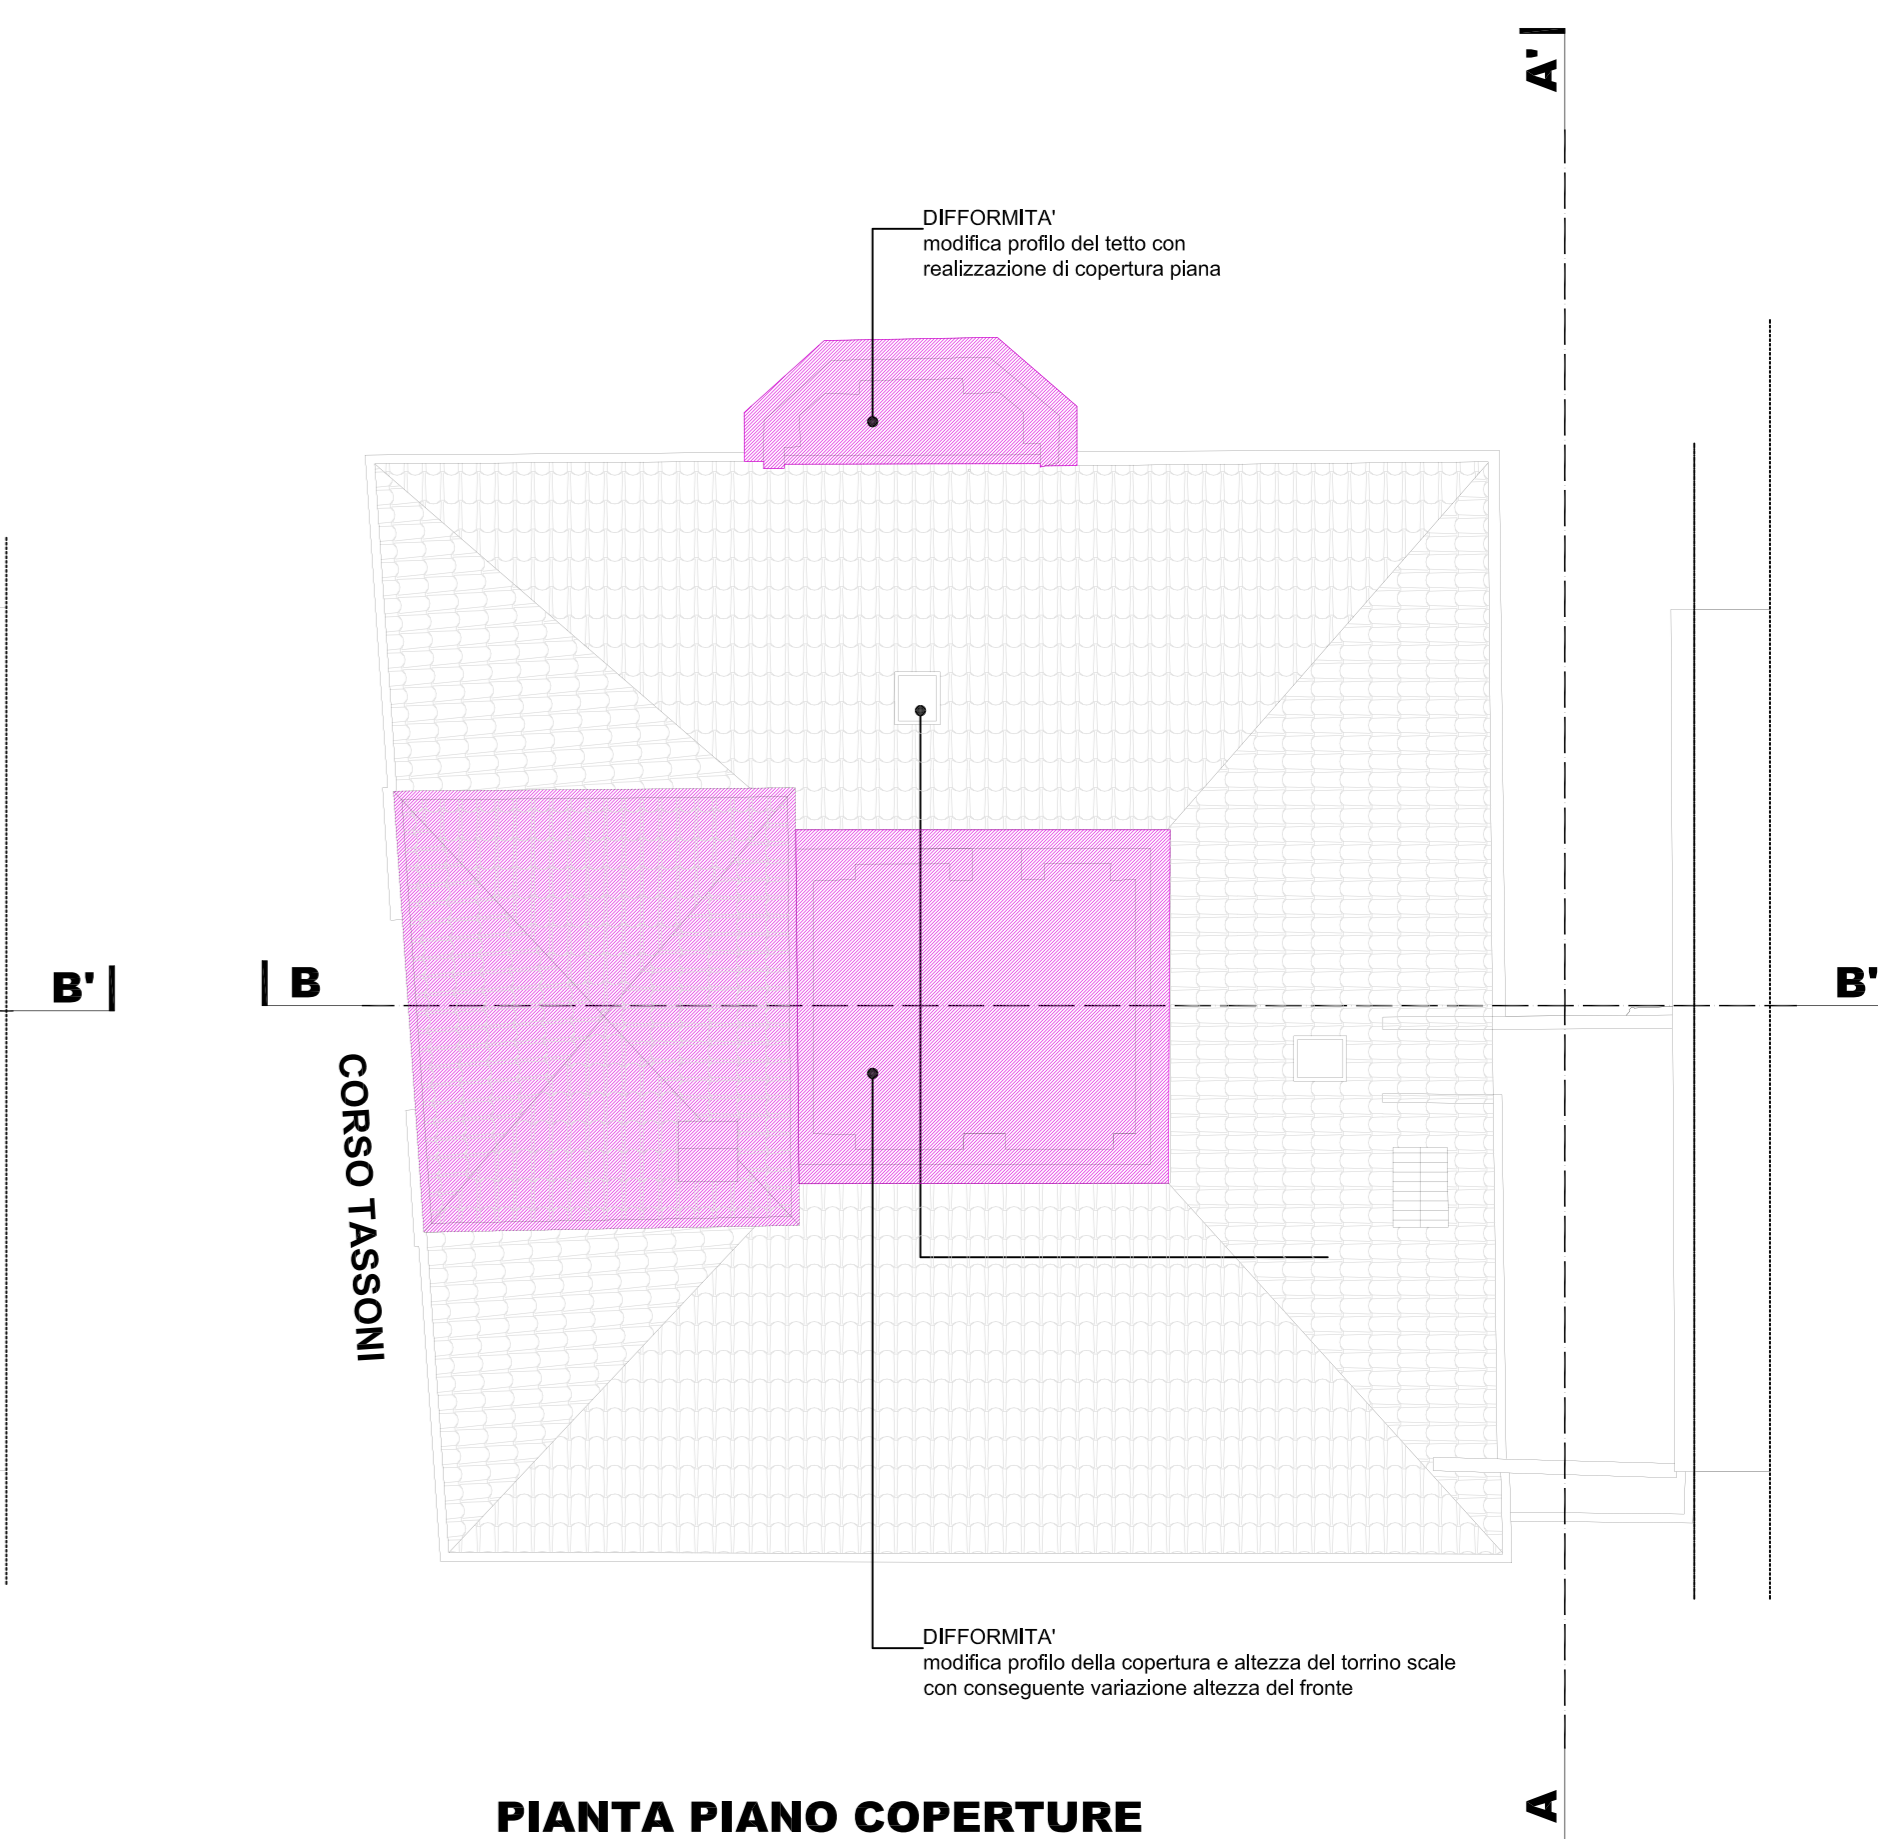 A'
DIFFORMITA'
modifica profilo del tetto con
realizzazione di copertura piana
B'
B
B'
CORSO TASSONI
DIFFORMITA'
modifica profilo della copertura e altezza del torrino scale
con conseguente variazione altezza del fronte
A
PIANTA PIANO COPERTURE